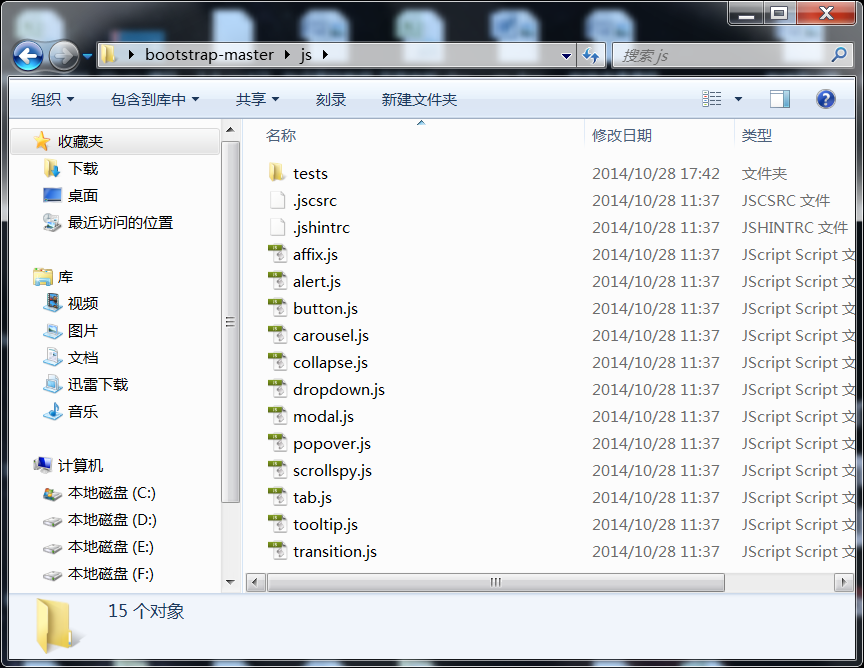 bootstrap-master js
搜索 js
组织 包含到库中 共享 刻录 新建文件夹
收藏夹
下载
桌面
最近访问的位置
库
视频
图片
文档
迅雷下载
音乐
计算机
本地磁盘 (C:)
本地磁盘 (D:)
本地磁盘 (E:)
本地磁盘 (F:)
名称 修改日期 类型
tests 2014/10/28 17:42 文件夹
.jscsrc 2014/10/28 11:37 JSCSRC 文件
.jshintrc 2014/10/28 11:37 JSHINTRC 文件
affix.js 2014/10/28 11:37 JScript Script 文
alert.js 2014/10/28 11:37 JScript Script 文
button.js 2014/10/28 11:37 JScript Script 文
carousel.js 2014/10/28 11:37 JScript Script 文
collapse.js 2014/10/28 11:37 JScript Script 文
dropdown.js 2014/10/28 11:37 JScript Script 文
modal.js 2014/10/28 11:37 JScript Script 文
popover.js 2014/10/28 11:37 JScript Script 文
scrollspy.js 2014/10/28 11:37 JScript Script 文
tab.js 2014/10/28 11:37 JScript Script 文
tooltip.js 2014/10/28 11:37 JScript Script 文
transition.js 2014/10/28 11:37 JScript Script 文
15 个对象